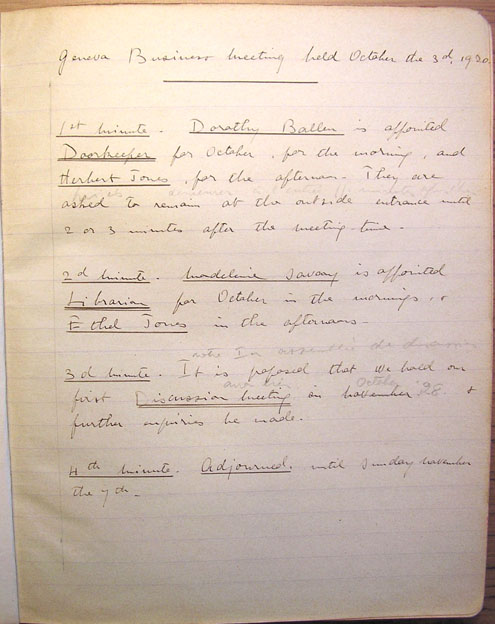 Geneva Business meeting held October the 3d, 1920.
1st minute. Dorothy Ballen is appointed
Doorkeeper for October, for the morning, and
Herbert Jones, for the afternoon. They are
asked to remain at the outside entrance until
2 or 3 minutes after the meeting time.
2d minute. Madeleine Savary is appointed
Librarian for October in the mornings, &
Ethel Jones in the afternoons.
3d minute. It is proposed that we hold our
October
first Discussion Meeting in November 28 &
further enquiries be made.
4th minute. Adjourned, until Sunday November
the 7th.